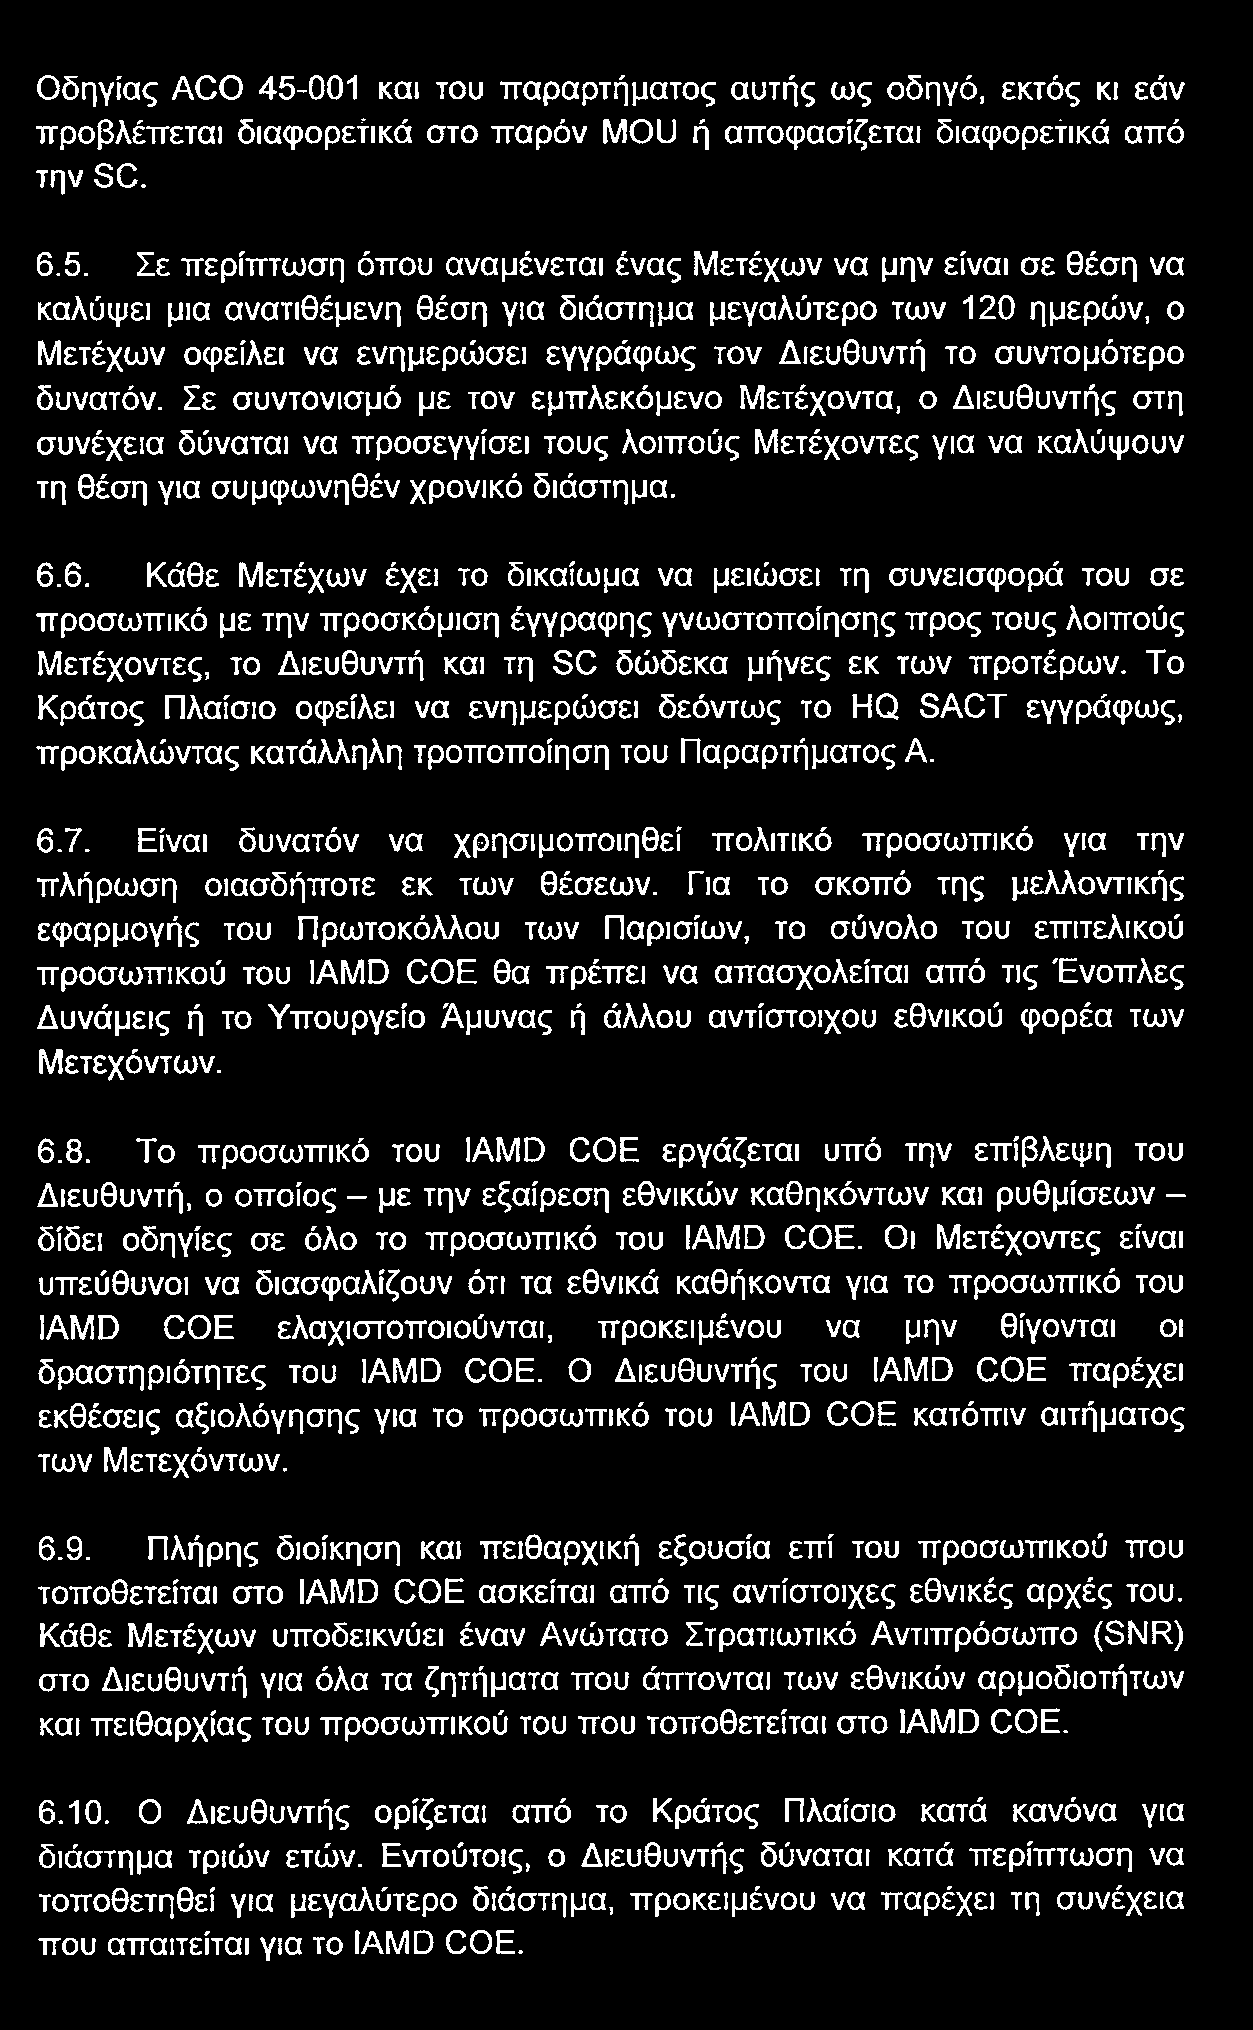 Οδηγίας ACO 45-001 και του παραρτήματος αυτής ως οδηγό, εκτός κι εάν
προβλέπεται διαφορετικά στο παρόν MOU ή αποφασίζεται διαφορετικά από
την SC.
6.5. Σε περίπτωση όπου αναμένεται ένας Μετέχων να μην είναι σε θέση να
καλύψει μια ανατιθέμενη θέση για διάστημα μεγαλύτερο των 120 ημερών, ο
Μετέχων οφείλει να ενημερώσει εγγράφως τον Διευθυντή το συντομότερο
δυνατόν. Σε συντονισμό με τον εμπλεκόμενο Μετέχοντα, ο Διευθυντής στη
συνέχεια δύναται να προσεγγίσει τους λοιπούς Μετέχοντες για να καλύψουν
τη θέση για συμφωνηθέν χρονικό διάστημα.
6.6. Κάθε Μετέχων έχει το δικαίωμα να μειώσει τη συνεισφορά του σε
προσωπικό με την προσκόμιση έγγραφης γνωστοποίησης προς τους λοιπούς
Μετέχοντες, το Διευθυντή και τη SC δώδεκα μήνες εκ των προτέρων. Το
Κράτος Πλαίσιο οφείλει να ενημερώσει δεόντως το HQ SACT εγγράφως,
προκαλώντας κατάλληλη τροποποίηση του Παραρτήματος Α.
6.7. Είναι δυνατόν να χρησιμοποιηθεί πολιτικό προσωπικό για την
πλήρωση οιασδήποτε εκ των θέσεων. Για το σκοπό της μελλοντικής
εφαρμογής του Πρωτοκόλλου των Παρισίων, το σύνολο του επιτελικού
προσωπικού του IAMD COE θα πρέπει να απασχολείται από τις Ένοπλες
Δυνάμεις ή το Υπουργείο Άμυνας ή άλλου αντίστοιχου εθνικού φορέα των
Μετεχόντων.
6.8. Το προσωπικό του IAMD COE εργάζεται υπό την επίβλεψη του
Διευθυντή, ο οποίος – με την εξαίρεση εθνικών καθηκόντων και ρυθμίσεων –
δίδει οδηγίες σε όλο το προσωπικό του IAMD COE. Οι Μετέχοντες είναι
υπεύθυνοι να διασφαλίζουν ότι τα εθνικά καθήκοντα για το προσωπικό του
IAMD COE ελαχιστοποιούνται, προκειμένου να μην θίγονται οι
δραστηριότητες του IAMD COE. Ο Διευθυντής του IAMD COE παρέχει
εκθέσεις αξιολόγησης για το προσωπικό του IAMD COE κατόπιν αιτήματος
των Μετεχόντων.
6.9. Πλήρης διοίκηση και πειθαρχική εξουσία επί του προσωπικού που
τοποθετείται στο IAMD COE ασκείται από τις αντίστοιχες εθνικές αρχές του.
Κάθε Μετέχων υποδεικνύει έναν Ανώτατο Στρατιωτικό Αντιπρόσωπο (SNR)
στο Διευθυντή για όλα τα ζητήματα που άπτονται των εθνικών αρμοδιοτήτων
και πειθαρχίας του προσωπικού του που τοποθετείται στο IAMD COE.
6.10. Ο Διευθυντής ορίζεται από το Κράτος Πλαίσιο κατά κανόνα για
διάστημα τριών ετών. Εντούτοις, ο Διευθυντής δύναται κατά περίπτωση να
τοποθετηθεί για μεγαλύτερο διάστημα, προκειμένου να παρέχει τη συνέχεια
που απαιτείται για το IAMD COE.